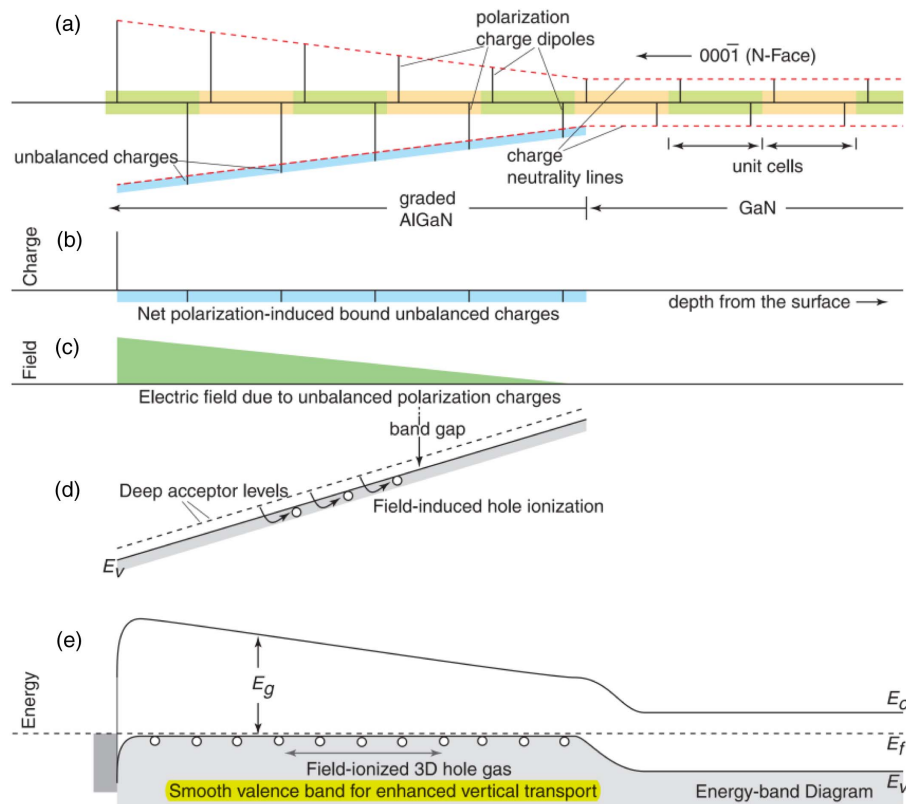 (a)
polarization
charge dipoles
0001̄ (N-Face)
unbalanced charges
charge
neutrality lines
unit cells
graded
AlGaN
GaN
(b)
Charge
depth from the surface
Net polarization-induced bound unbalanced charges
(c)
Field
Electric field due to unbalanced polarization charges
band gap
(d)
Deep acceptor levels
Field-induced hole ionization
Ev
(e)
Energy
Eg
Ec
Ef
Field-ionized 3D hole gas
Smooth valence band for enhanced vertical transport
Energy-band Diagram
Ev